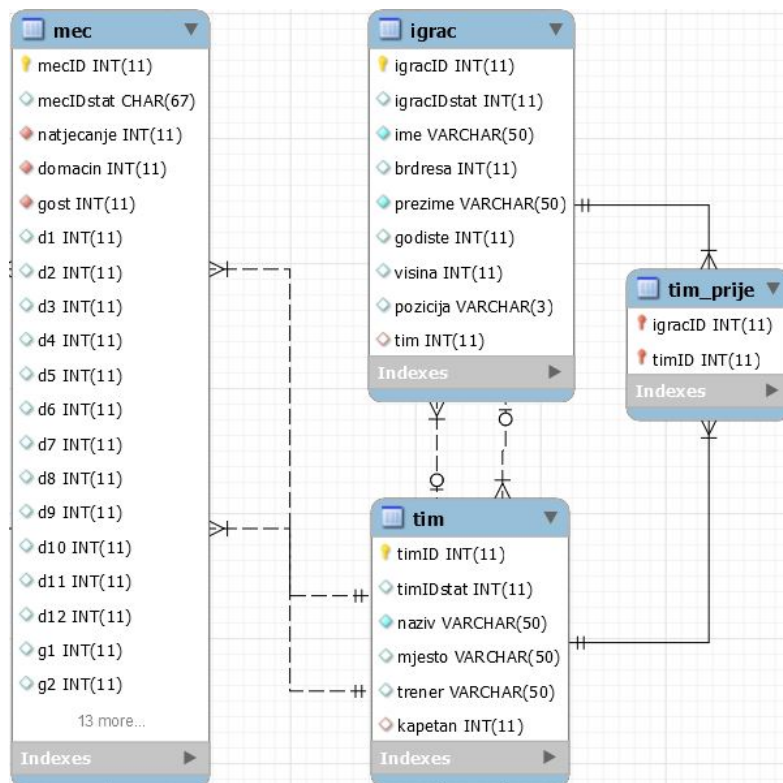 mec
mecID INT(11)
mecIDstat CHAR(67)
natjecanje INT(11)
domacin INT(11)
gost INT(11)
d1 INT(11)
d2 INT(11)
d3 INT(11)
d4 INT(11)
d5 INT(11)
d6 INT(11)
d7 INT(11)
d8 INT(11)
d9 INT(11)
d10 INT(11)
d11 INT(11)
d12 INT(11)
g1 INT(11)
g2 INT(11)
13 more...
Indexes
igrac
igracID INT(11)
igracIDstat INT(11)
ime VARCHAR(50)
brdresa INT(11)
prezime VARCHAR(50)
godiste INT(11)
visina INT(11)
pozicija VARCHAR(3)
tim INT(11)
Indexes
tim_prije
igracID INT(11)
timID INT(11)
Indexes
tim
timID INT(11)
timIDstat INT(11)
naziv VARCHAR(50)
mjesto VARCHAR(50)
trener VARCHAR(50)
kapetan INT(11)
Indexes